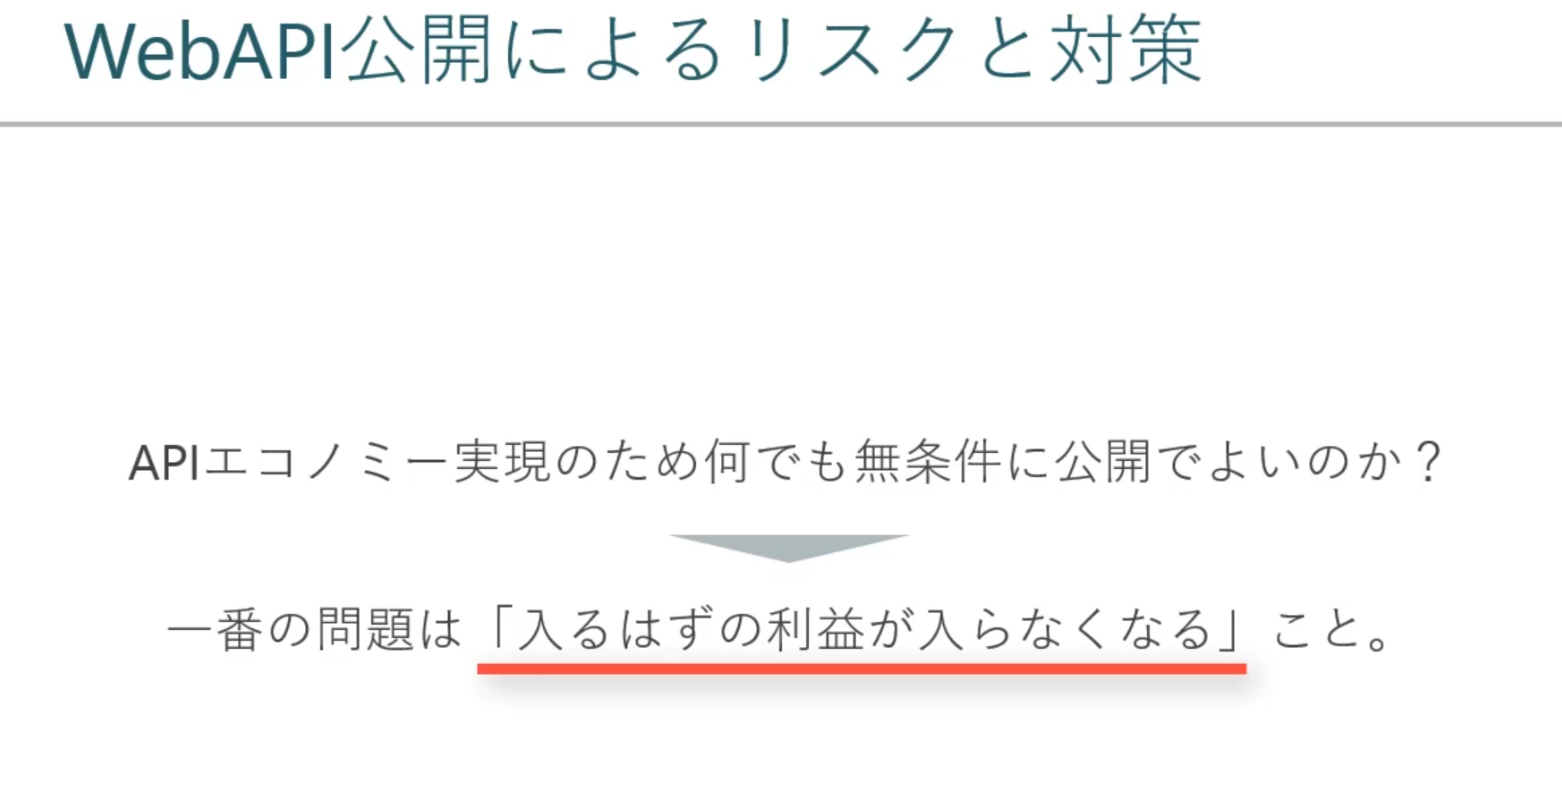 WebAPI公開によるリスクと対策
APIエコノミー実現のため何でも無条件に公開でよいのか？
一番の問題は「入るはずの利益が入らなくなる」こと。